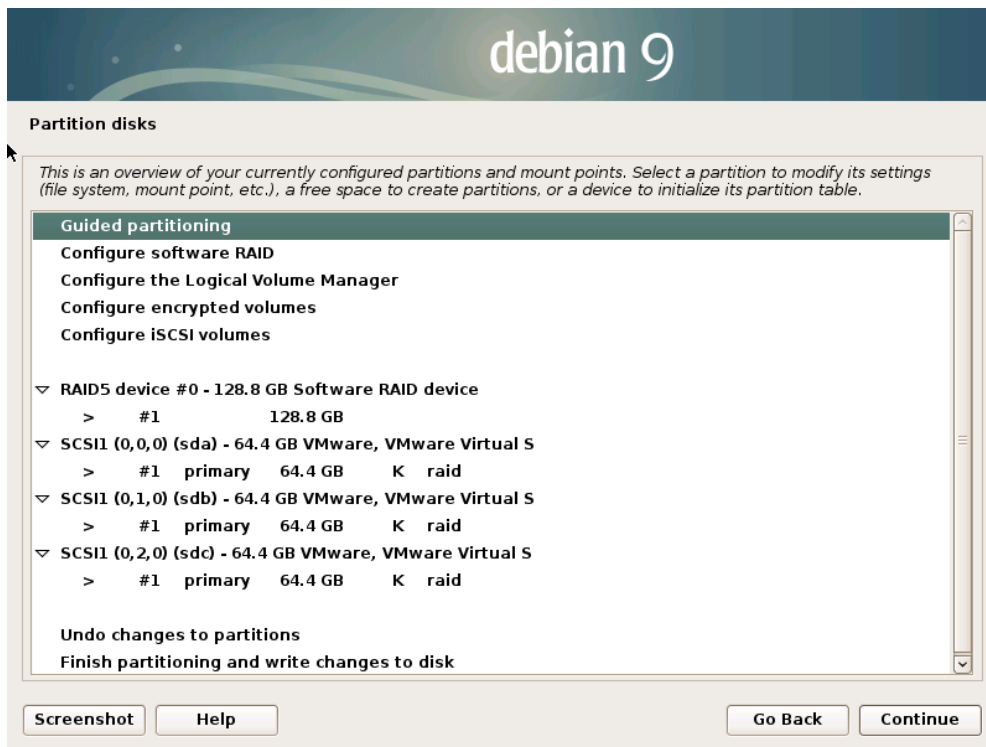 debian 9
Partition disks
This is an overview of your currently configured partitions and mount points. Select a partition to modify its settings
(file system, mount point, etc.), a free space to create partitions, or a device to initialize its partition table.
Guided partitioning
Configure software RAID
Configure the Logical Volume Manager
Configure encrypted volumes
Configure iSCSI volumes
RAID5 device #0 - 128.8 GB Software RAID device
> #1 128.8 GB
SCSI1 (0,0,0) (sda) - 64.4 GB VMware, VMware Virtual S
> #1 primary 64.4 GB K raid
SCSI1 (0,1,0) (sdb) - 64.4 GB VMware, VMware Virtual S
> #1 primary 64.4 GB K raid
SCSI1 (0,2,0) (sdc) - 64.4 GB VMware, VMware Virtual S
> #1 primary 64.4 GB K raid
Undo changes to partitions
Finish partitioning and write changes to disk
Screenshot Help Go Back Continue